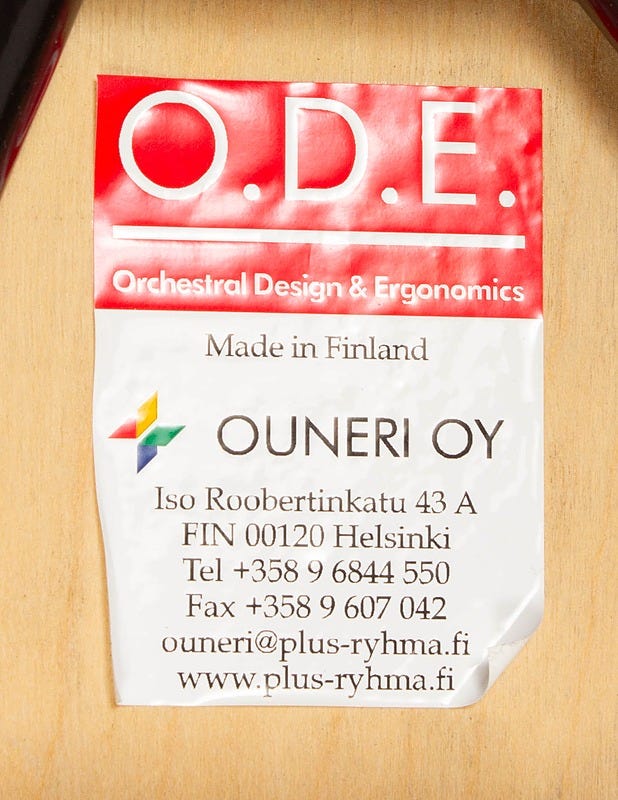 O.D.E.
Orchestral Design & Ergonomics
Made in Finland
OUNERI OY
Iso Roobertinkatu 43 A
FIN 00120 Helsinki
Tel +358 9 6844 550
Fax +358 9 607 042
ouneri@plus-ryhma.fi
www.plus-ryhma.fi